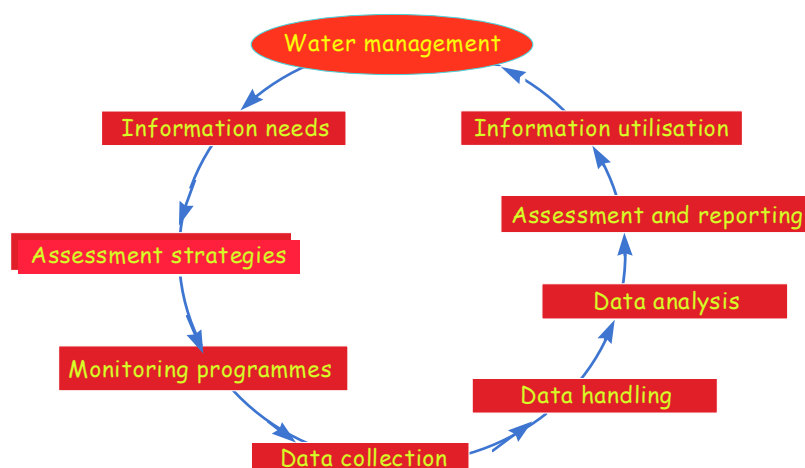 Water management
Information needs
Information utilisation
Assessment strategies
Assessment and reporting
Data analysis
Monitoring programmes
Data handling
Data collection